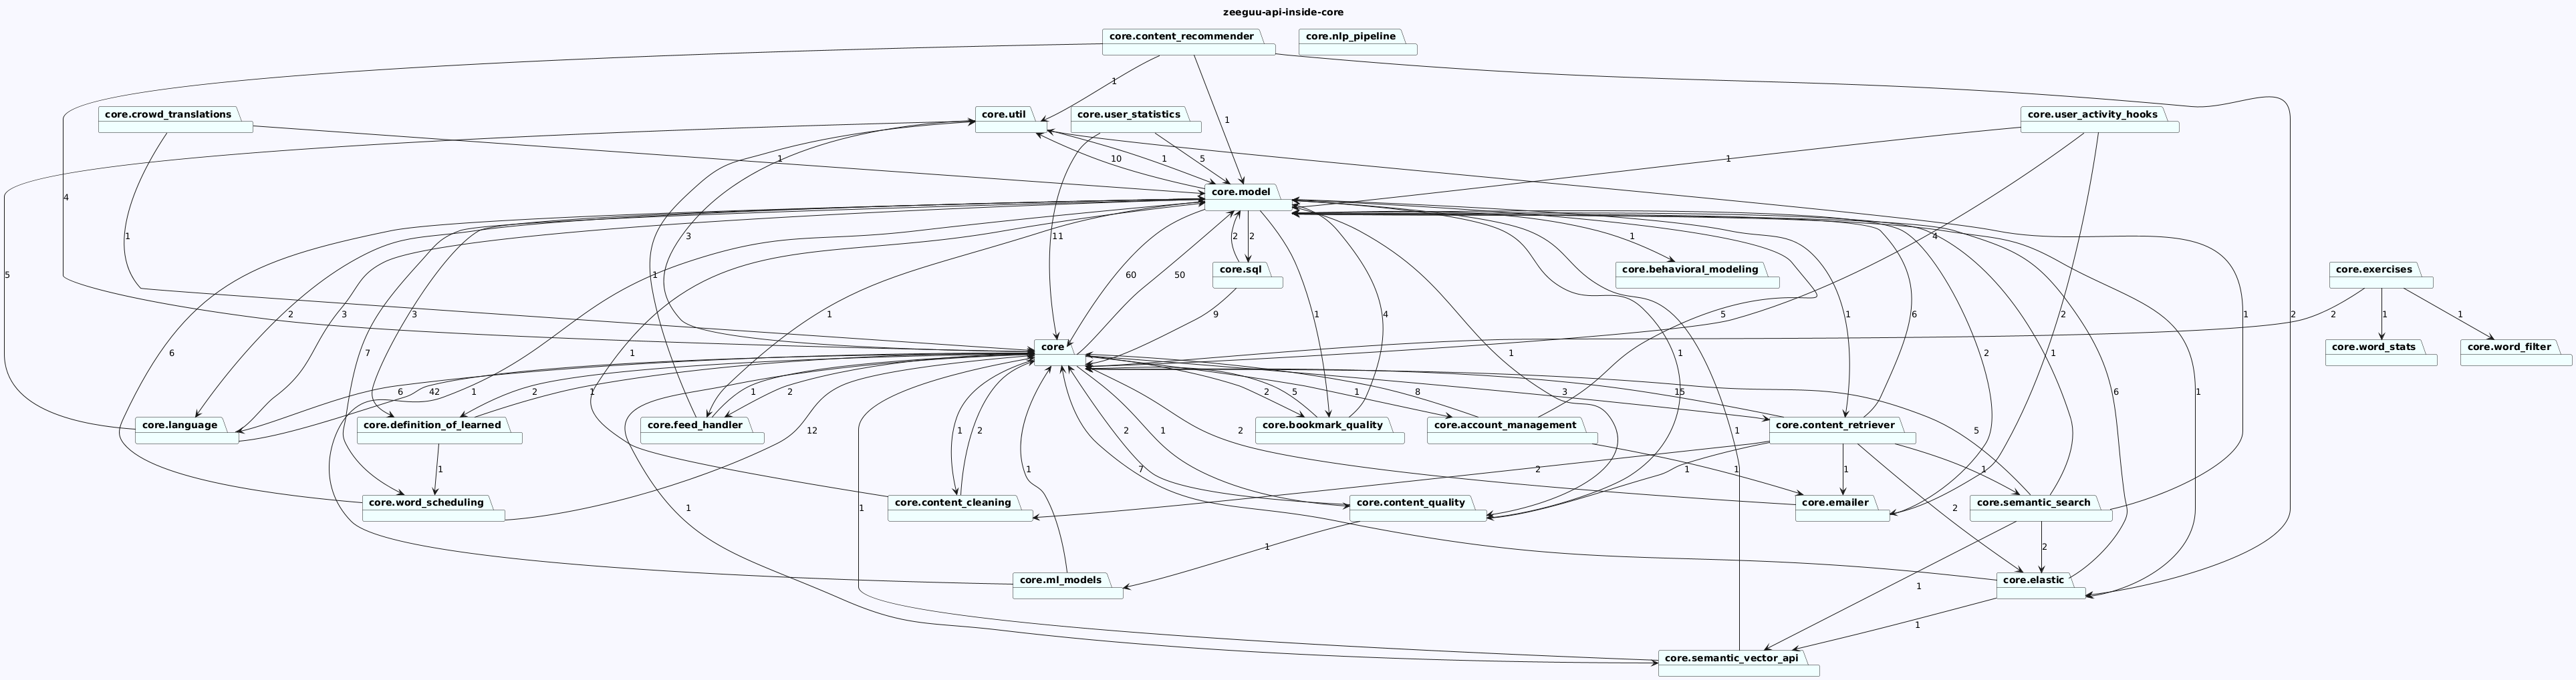 zeeguu-api-inside-core
core.content_recommender
core.nlp_pipeline
1
core.crowd_translations
core.util
core.user_statistics
core.user_activity_hooks
1
1
10
1
5
1
4
core.model
1
3
11
2
2
1
4
5
1
60
50
core.sql
core.behavioral_modeling
core.exercises
2
3
3
1
9
1
4
5
1
6
2
2
1
2
2
1
1
6
7
1
1
1
1
core
core.word_stats
core.word_filter
6
42
2
1
1
2
2
5
1
8
3
15
1
6
core.language
core.definition_of_learned
core.feed_handler
core.bookmark_quality
core.account_management
core.content_retriever
12
1
2
2
1
2
5
1
1
1
7
2
1
1
1
core.word_scheduling
core.content_cleaning
core.content_quality
core.emailer
core.semantic_search
1
1
2
1
2
core.ml_models
core.elastic
1
1
core.semantic_vector_api